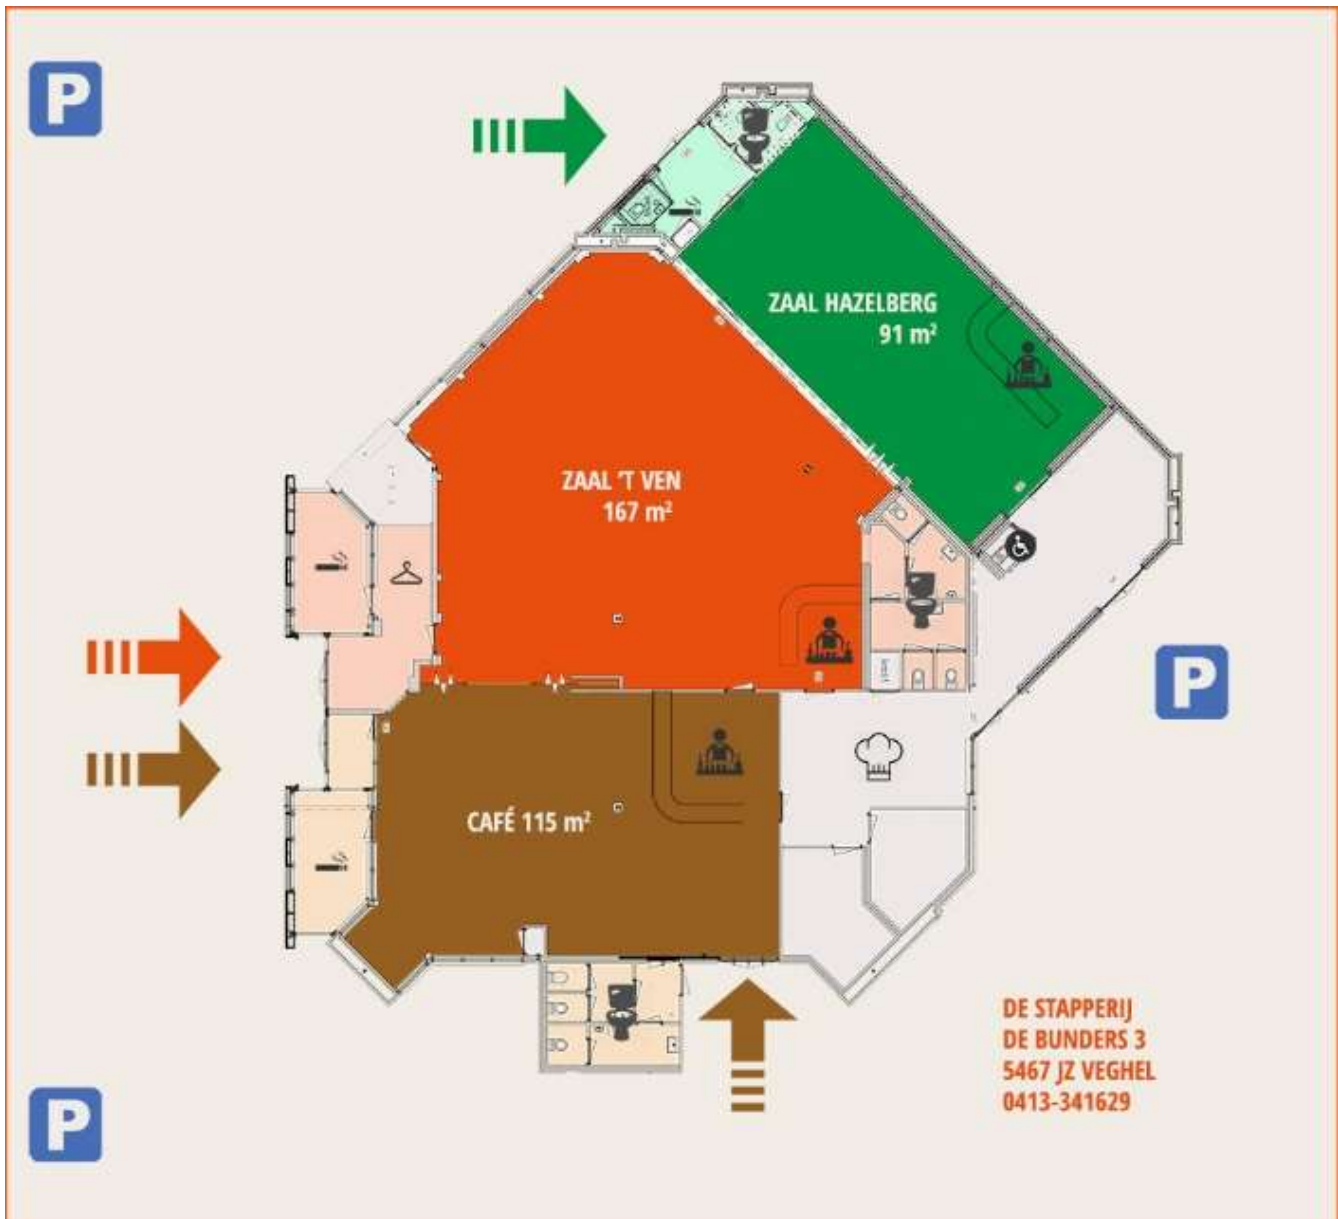 P
ZAAL HAZELBERG
91 m²
ZAAL 'T VEN
167 m²
P
CAFÉ 115 m²
DE STAPPERIJ
DE BUNDERS 3
5467 JZ VEGHEL
0413-341629
P